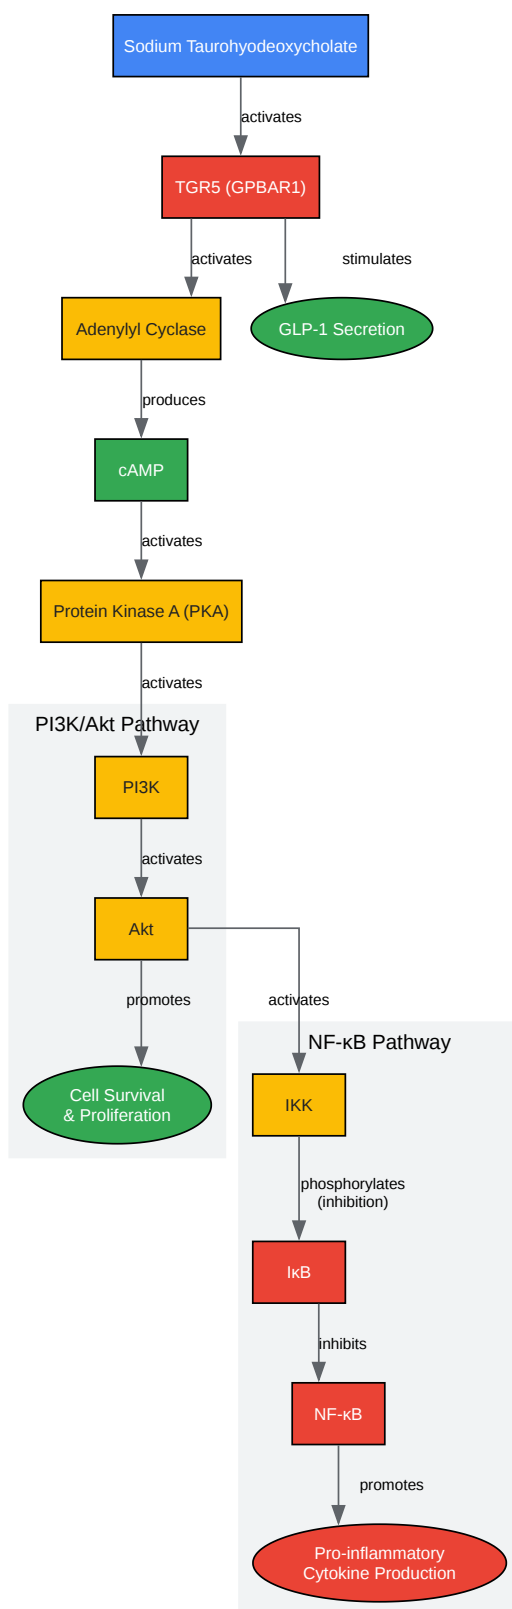 Sodium Taurohyodeoxycholate
activates
TGR5 (GPBAR1)
activates
stimulates
Adenylyl Cyclase
GLP-1 Secretion
produces
cAMP
activates
Protein Kinase A (PKA)
activates
PI3K/Akt Pathway
PI3K
activates
Akt
promotes
activates
NF-κB Pathway
Cell Survival
& Proliferation
IKK
phosphorylates
(inhibition)
IκB
inhibits
NF-κB
promotes
Pro-inflammatory
Cytokine Production